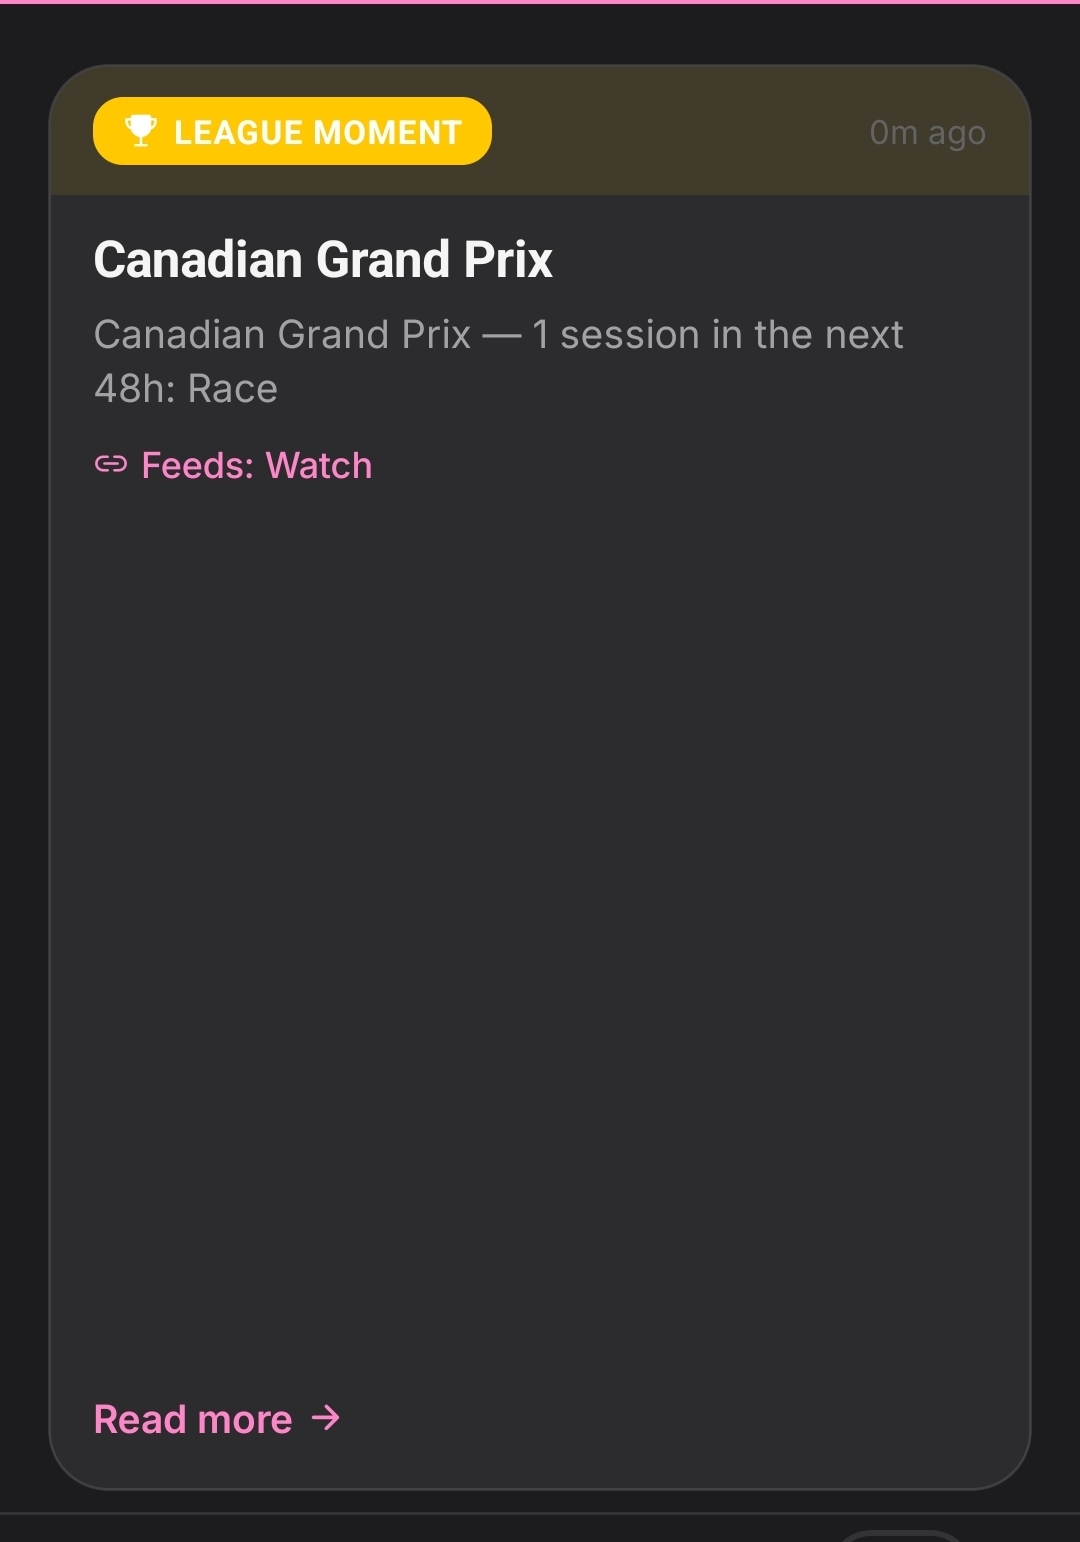 LEAGUE MOMENT
0m ago
Canadian Grand Prix
Canadian Grand Prix — 1 session in the next
48h: Race
Feeds: Watch
Read more →